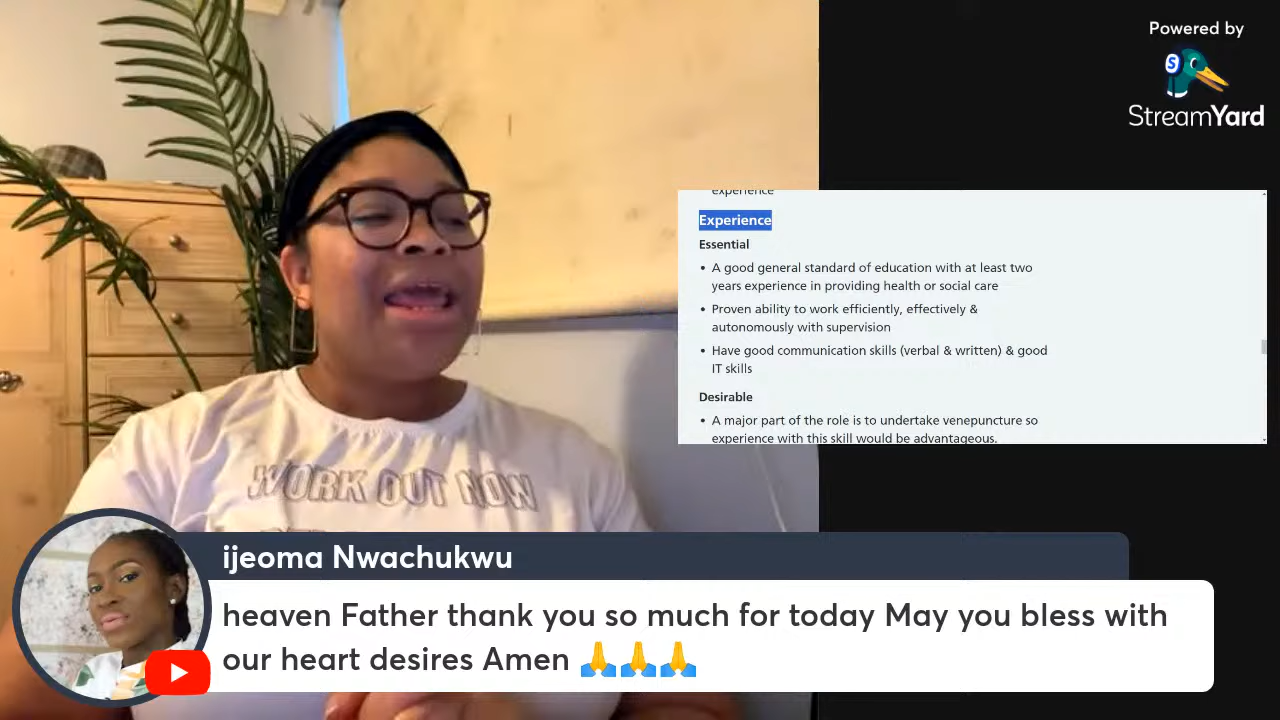 Powered by
StreamYard
experience
Experience
Essential
• A good general standard of education with at least two
years experience in providing health or social care
• Proven ability to work efficiently, effectively &
autonomously with supervision
• Have good communication skills (verbal & written) & good
IT skills
Desirable
• A major part of the role is to undertake venepuncture so
experience with this skill would be advantageous.
WORK OUT NOW
ijeoma Nwachukwu
heaven Father thank you so much for today May you bless with
our heart desires Amen 🙏🙏🙏